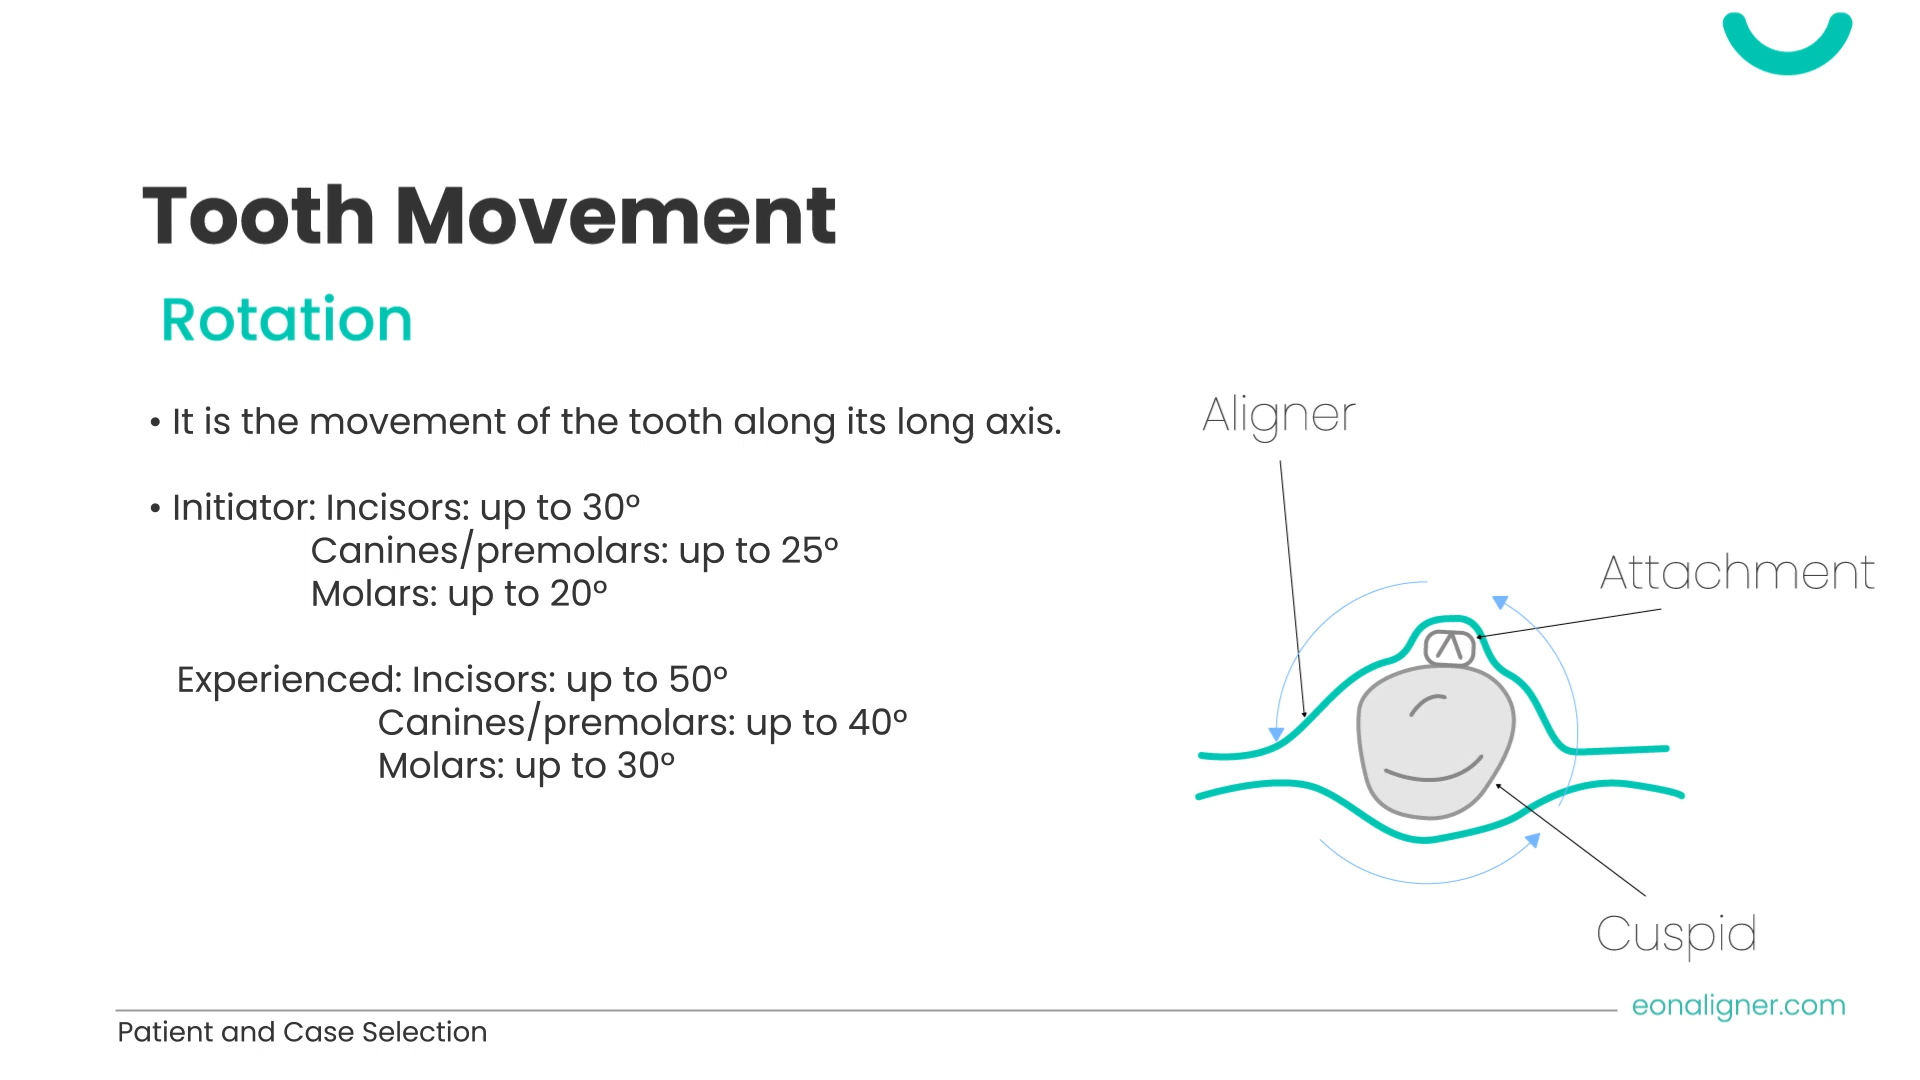 Tooth Movement
Rotation
• It is the movement of the tooth along its long axis.
• Initiator: Incisors: up to 30°
Canines/premolars: up to 25°
Molars: up to 20°
Experienced: Incisors: up to 50°
Canines/premolars: up to 40°
Molars: up to 30°
Aligner
Attachment
Cuspid
eonaligner.com
Patient and Case Selection